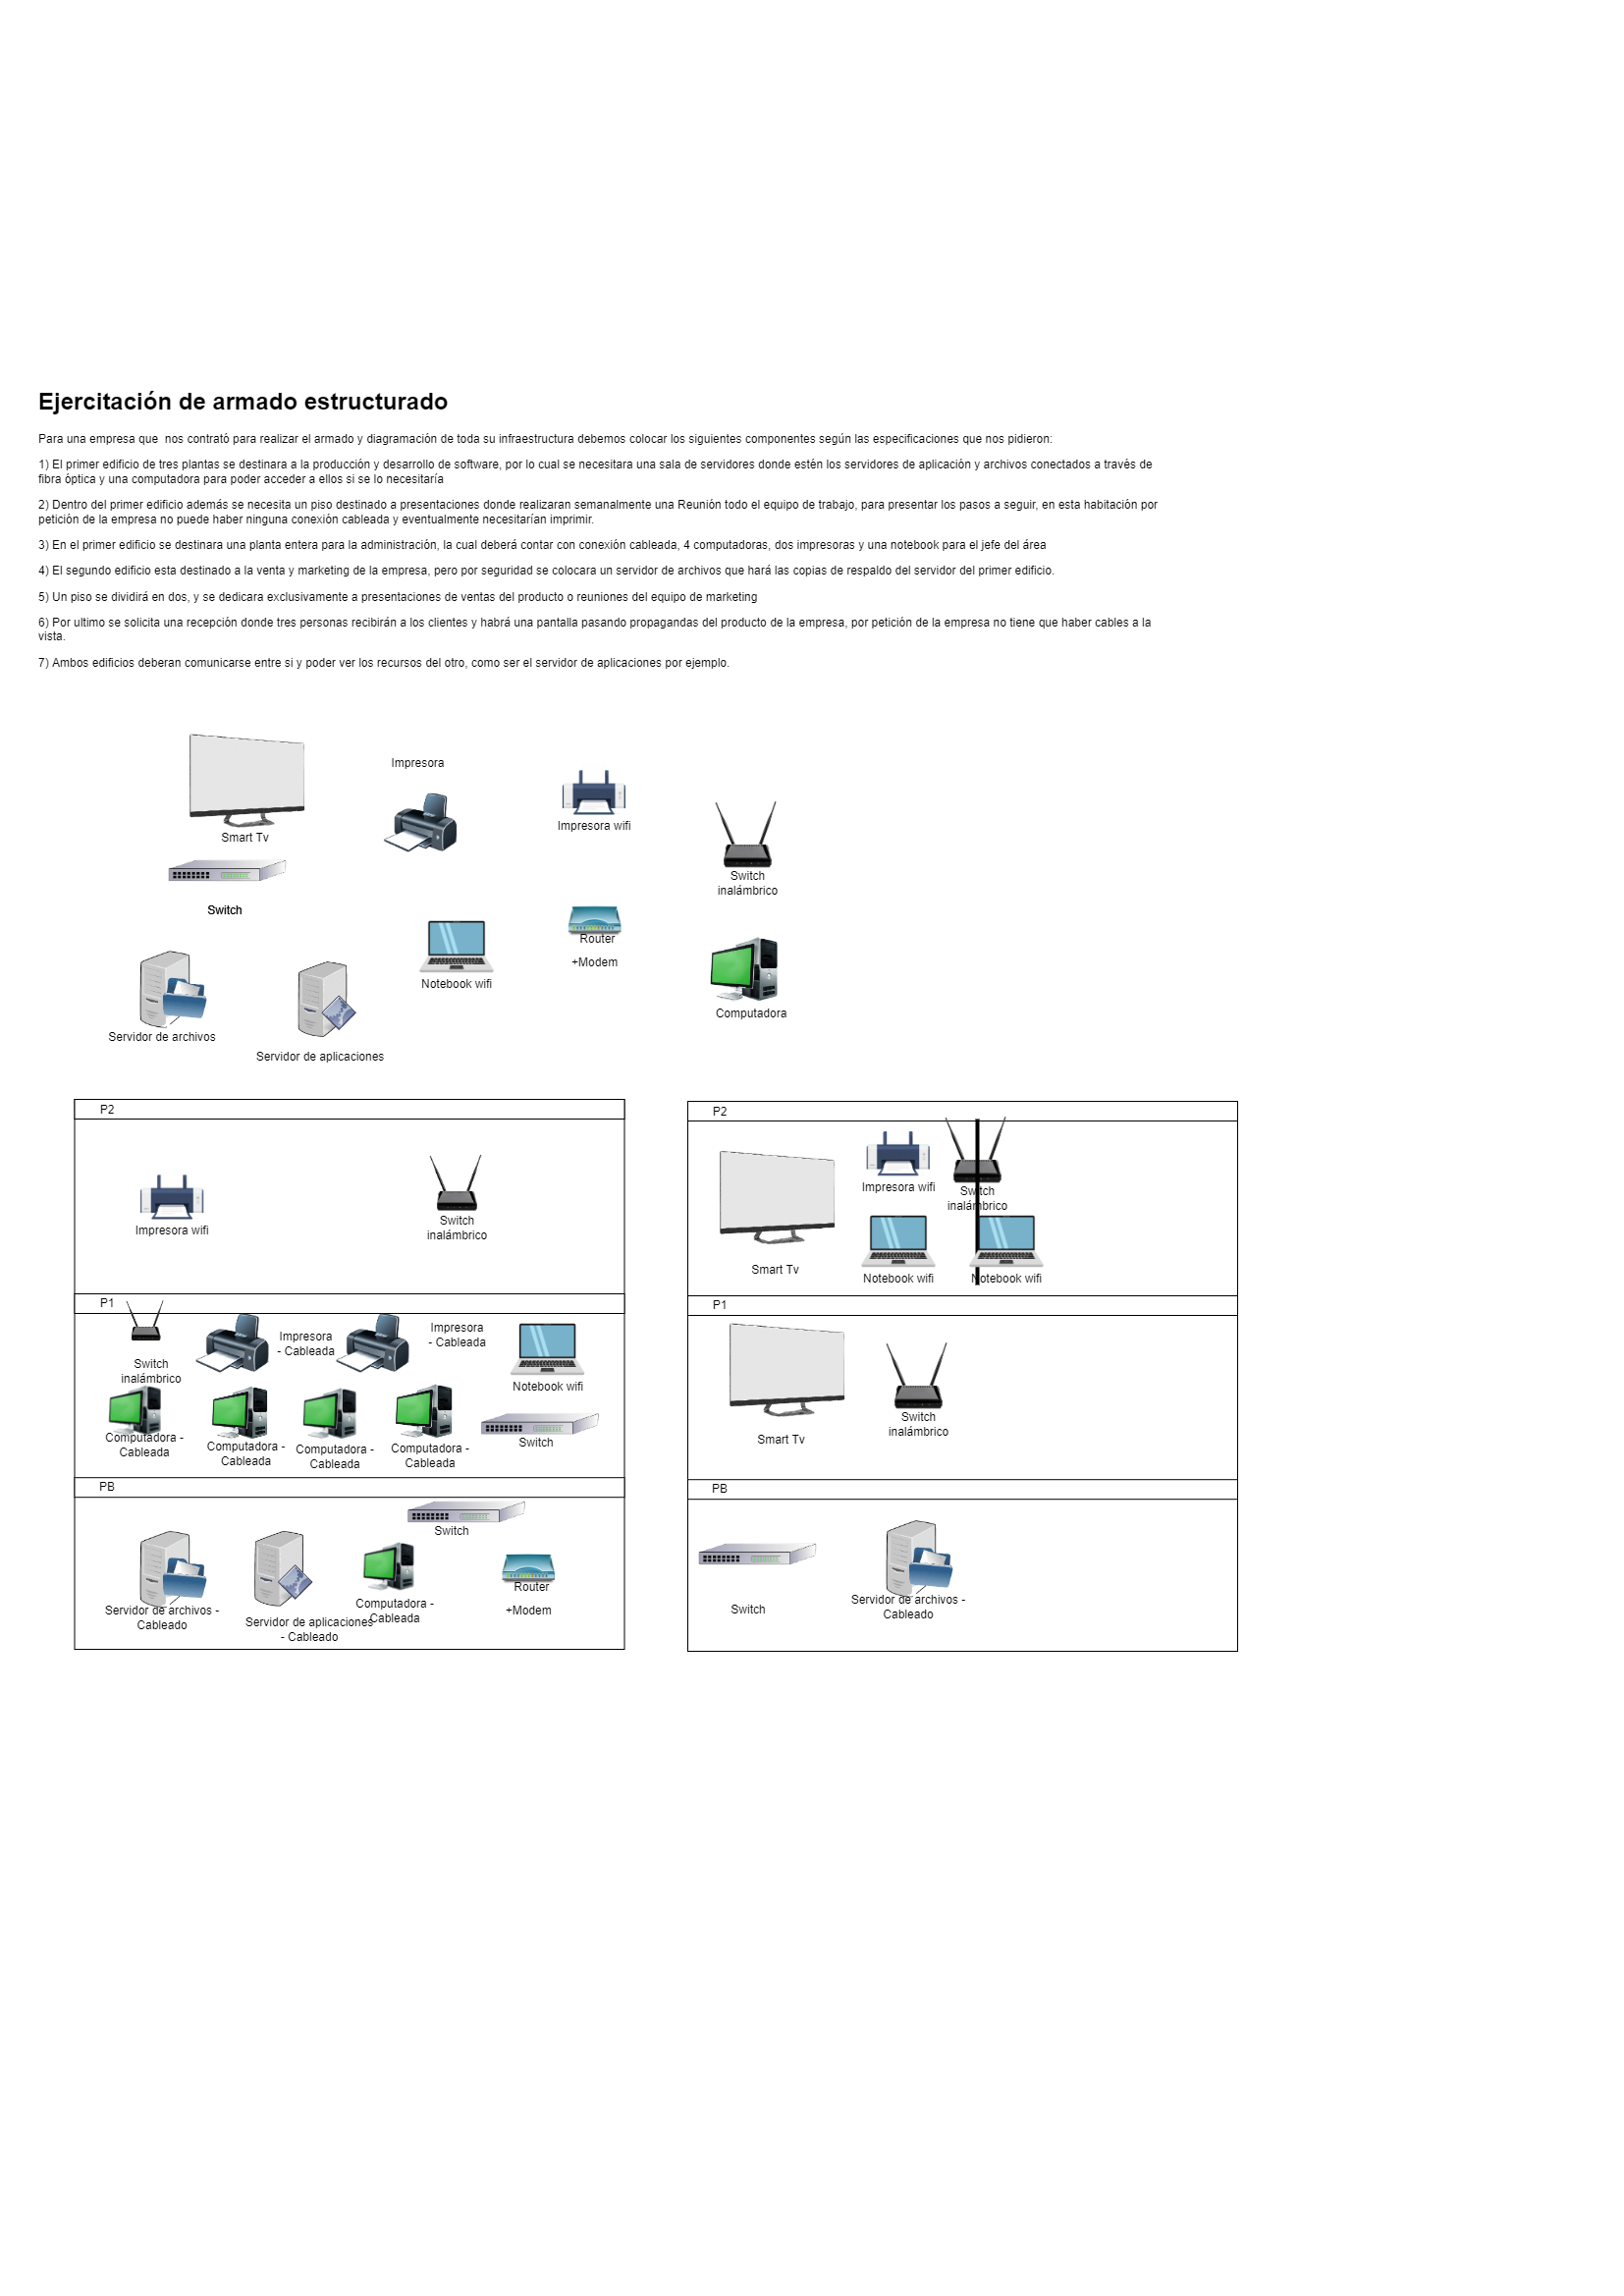 Ejercitación de armado estructurado
Para una empresa que  nos contrató para realizar el armado y diagramación de toda su infraestructura debemos colocar los siguientes componentes según las especificaciones que nos pidieron:
1) El primer edificio de tres plantas se destinara a la producción y desarrollo de software, por lo cual se necesitara una sala de servidores donde estén los servidores de aplicación y archivos conectados a través de
fibra óptica y una computadora para poder acceder a ellos si se lo necesitaría
2) Dentro del primer edificio además se necesita un piso destinado a presentaciones donde realizaran semanalmente una Reunión todo el equipo de trabajo, para presentar los pasos a seguir, en esta habitación por
petición de la empresa no puede haber ninguna conexión cableada y eventualmente necesitarían imprimir.
3) En el primer edificio se destinara una planta entera para la administración, la cual deberá contar con conexión cableada, 4 computadoras, dos impresoras y una notebook para el jefe del área
4) El segundo edificio esta destinado a la venta y marketing de la empresa, pero por seguridad se colocara un servidor de archivos que hará las copias de respaldo del servidor del primer edificio.
5) Un piso se dividirá en dos, y se dedicara exclusivamente a presentaciones de ventas del producto o reuniones del equipo de marketing
6) Por ultimo se solicita una recepción donde tres personas recibirán a los clientes y habrá una pantalla pasando propagandas del producto de la empresa, por petición de la empresa no tiene que haber cables a la
vista.
7) Ambos edificios deberan comunicarse entre si y poder ver los recursos del otro, como ser el servidor de aplicaciones por ejemplo.
Impresora
Smart Tv
Impresora wifi
Switch
inalámbrico
Switch
Router
+Modem
Notebook wifi
Computadora
Servidor de archivos
Servidor de aplicaciones
P2
Impresora wifi
Switch
inalámbrico
P1
Impresora
- Cableada
Impresora
- Cableada
Switch
inalámbrico
Notebook wifi
Computadora -
Cableada
Computadora -
Cableada
Computadora -
Cableada
Computadora -
Cableada
Switch
PB
Switch
Servidor de archivos -
Cableado
Servidor de aplicaciones
- Cableado
Computadora -
Cableada
Router
+Modem
P2
Impresora wifi
Switch
inalámbrico
Smart Tv
Notebook wifi
Notebook wifi
P1
Smart Tv
Switch
inalámbrico
PB
Switch
Servidor de archivos -
Cableado